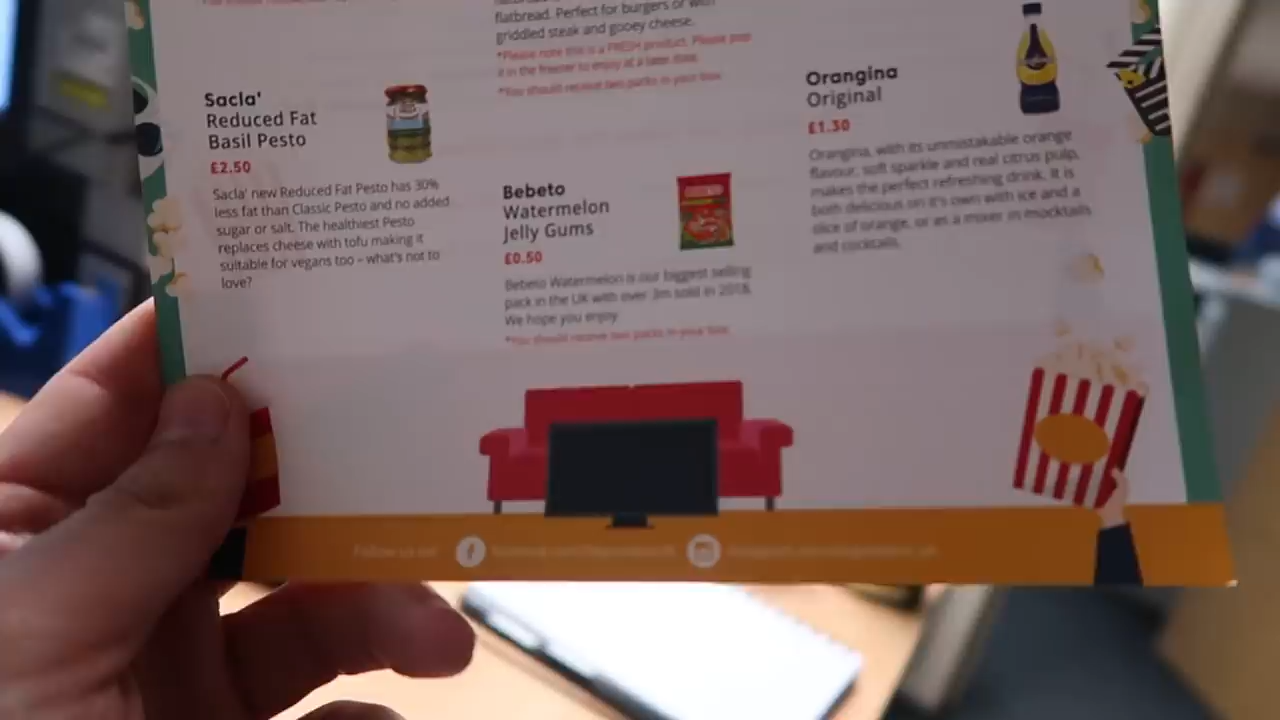 Sacla'
Reduced Fat
Basil Pesto
£2.50
Sacla' new Reduced Fat Pesto has 30%
less fat than Classic Pesto and no added
sugar or salt. The healthiest Pesto
replaces cheese with tofu making it
suitable for vegans too – what's not to
love?
flatbread. Perfect for burgers or with
griddled steak and gooey cheese.
*Please note this is a FRESH product. Please pop
it in the freezer to enjoy at a later date.
*You should receive two packs in your box.
Bebeto
Watermelon
Jelly Gums
£0.50
Bebeto Watermelon is our biggest selling
pack in the UK with over 3m sold in 2018.
We hope you enjoy.
*You should receive two packs in your box.
Orangina
Original
£1.30
Orangina, with its unmistakable orange
flavour, soft sparkle and real citrus pulp,
makes the perfect refreshing drink. It is
both delicious on it's own with ice and a
slice of orange, or as a mixer in mocktails
and cocktails.
Follow us on: